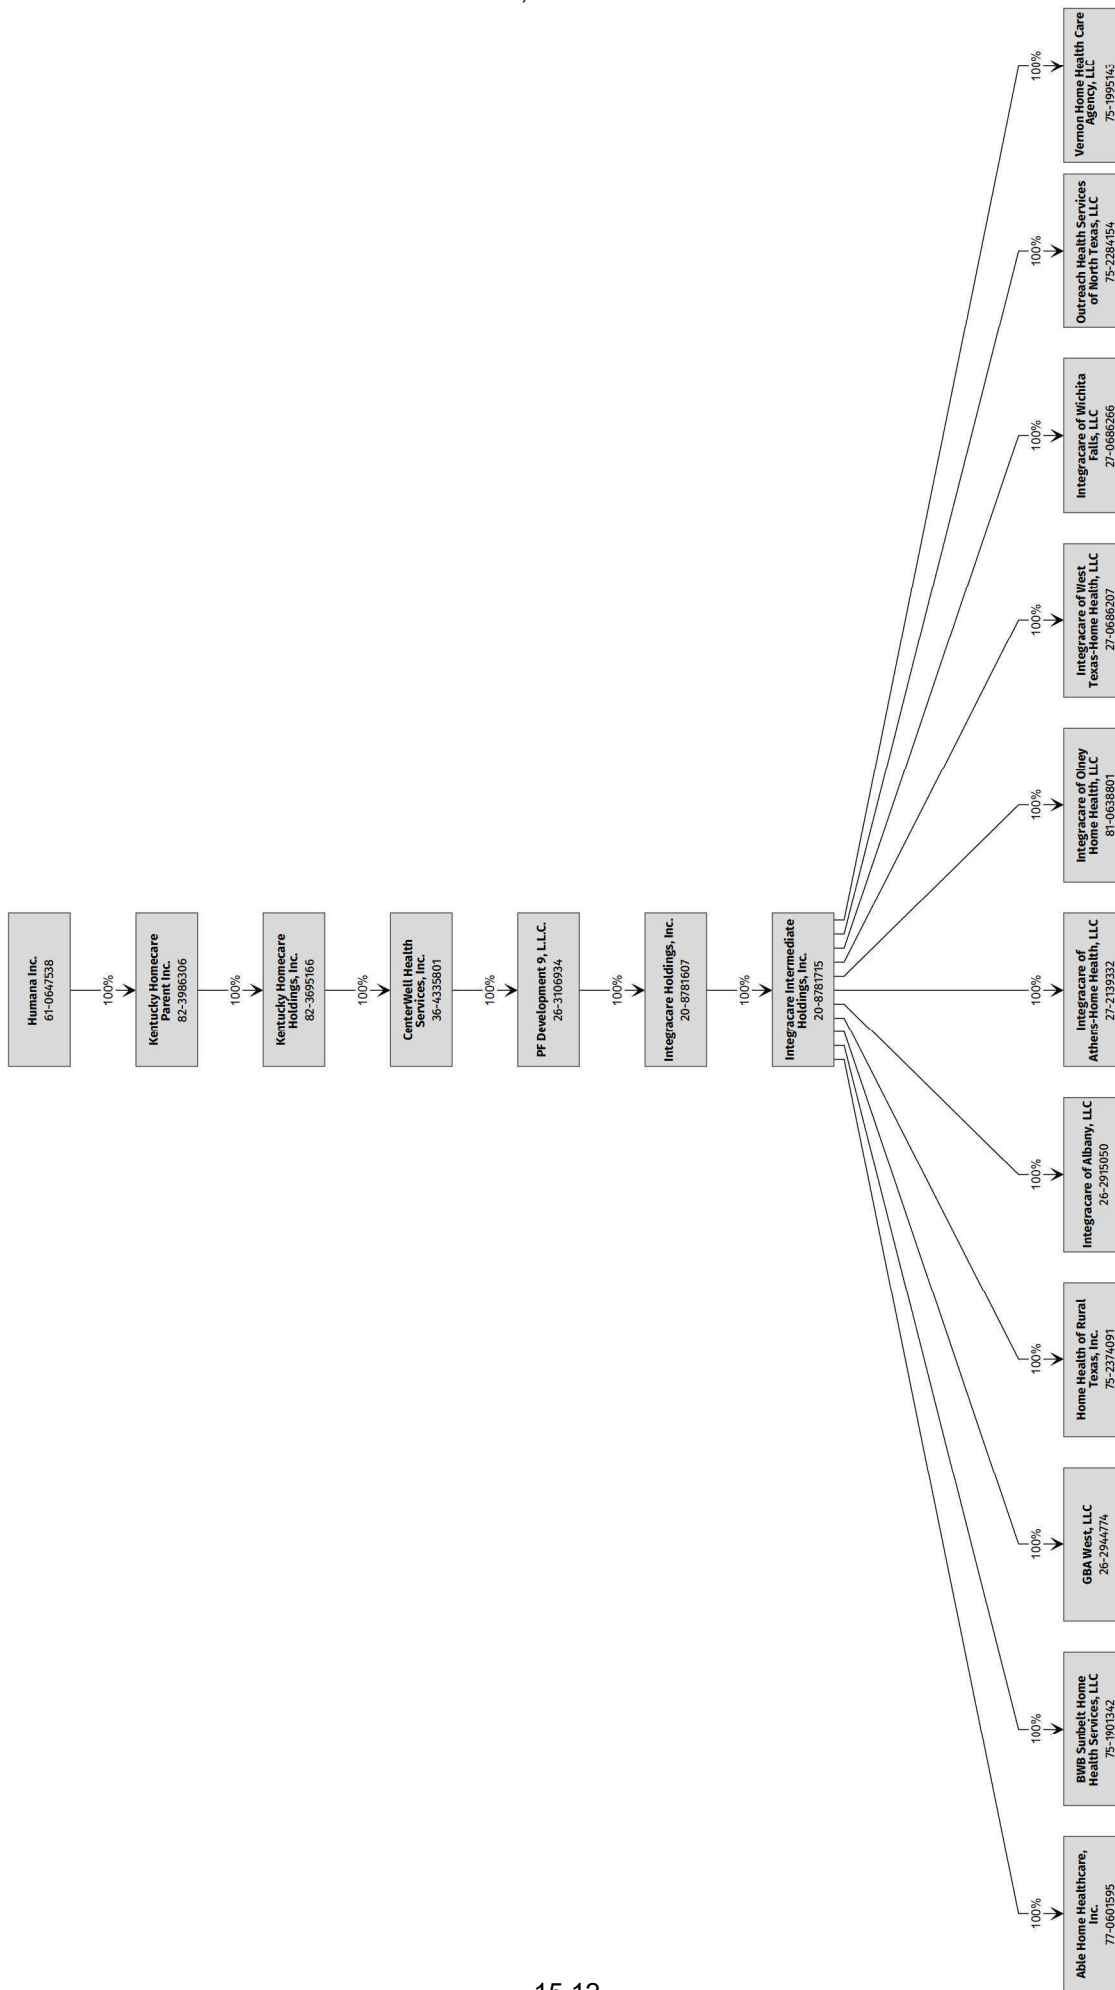 Humana Inc.
61-0647538
100%
Kentucky Homecare
Parent Inc.
82-3986306
100%
Kentucky Homecare
Holdings, Inc.
82-3695166
100%
CenterWell Health
Services, Inc.
36-4335801
100%
PF Development 9, L.L.C.
26-3106934
100%
Integracare Holdings, Inc.
20-8781607
100%
Integracare Intermediate
Holdings, Inc.
20-8781715
100%
100%
100%
100%
100%
100%
100%
100%
100%
100%
100%
Able Home Healthcare,
Inc.
77-0601595
BWB Sunbelt Home
Health Services, LLC
75-1901342
GBA West, LLC
26-2944774
Home Health of Rural
Texas, Inc.
75-2374091
Integracare of Albany, LLC
26-2915050
Integracare of
Athens-Home Health, LLC
27-2139332
Integracare of Olney
Home Health, LLC
81-0638801
Integracare of West
Texas-Home Health, LLC
27-0686207
Integracare of Wichita
Falls, LLC
27-0686266
Outreach Health Services
of North Texas, LLC
75-2284154
Vernon Home Health Care
Agency, LLC
75-1995143